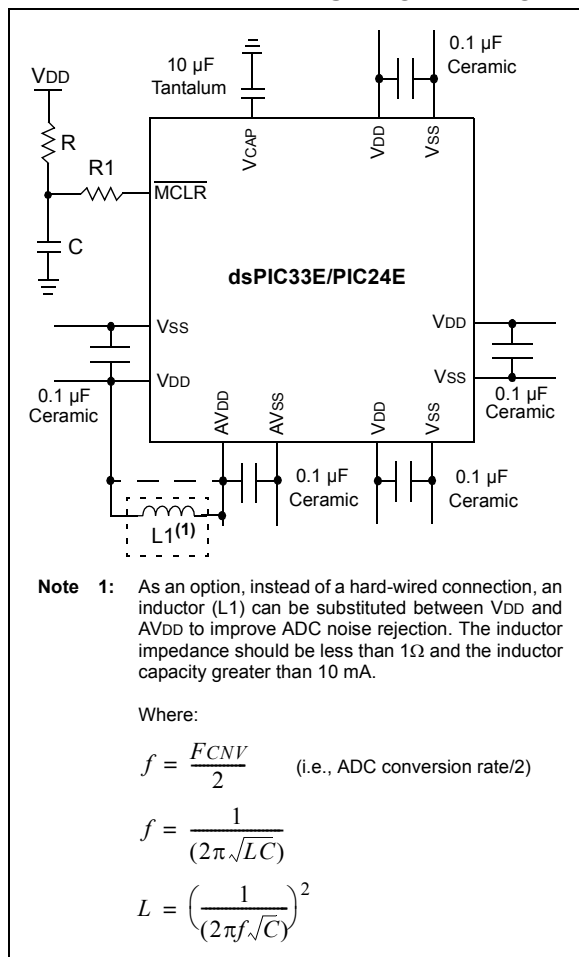 0.1 µF
Ceramic
10 µF
Tantalum
VDD
R
R1
C
VCAP
VDD
VSS
MCLR
dsPIC33E/PIC24E
VSS
VDD
0.1 µF
Ceramic
VDD
VSS
0.1 µF
Ceramic
AVDD
AVSS
VDD
VSS
0.1 µF
Ceramic
0.1 µF
Ceramic
L1(1)
Note 1: As an option, instead of a hard-wired connection, an
inductor (L1) can be substituted between VDD and
AVDD to improve ADC noise rejection. The inductor
impedance should be less than 1Ω and the inductor
capacity greater than 10 mA.
Where:
f = FCNV / 2 (i.e., ADC conversion rate/2)
f = 1 / (2π√LC)
L = (1 / (2πf√C))²